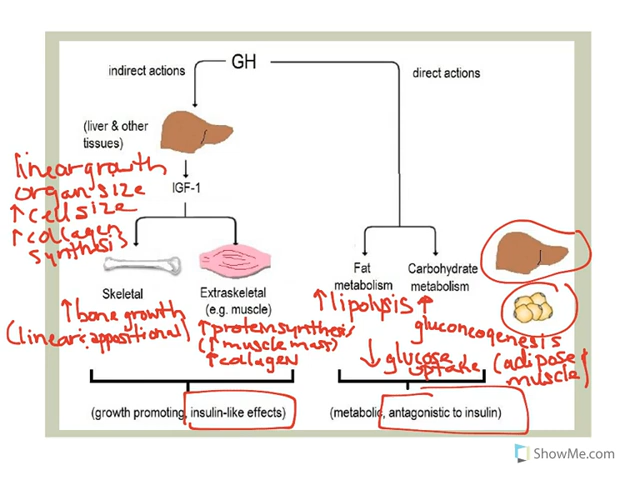 GH
indirect actions
direct actions
(liver & other
tissues)
↑linear growth
organ size
↑cell size
↑collagen
synthesis
IGF-1
Skeletal
Extraskeletal
(e.g. muscle)
Fat
metabolism
Carbohydrate
metabolism
↑bone growth
(linear & appositional)
↑protein synthesis
(↑muscle mass)
↑collagen
↑lipolysis
↑
gluconeogenesis
↓glucose
uptake
(adipose &
muscle)
(growth promoting, insulin-like effects)
(metabolic, antagonistic to insulin)
ShowMe.com